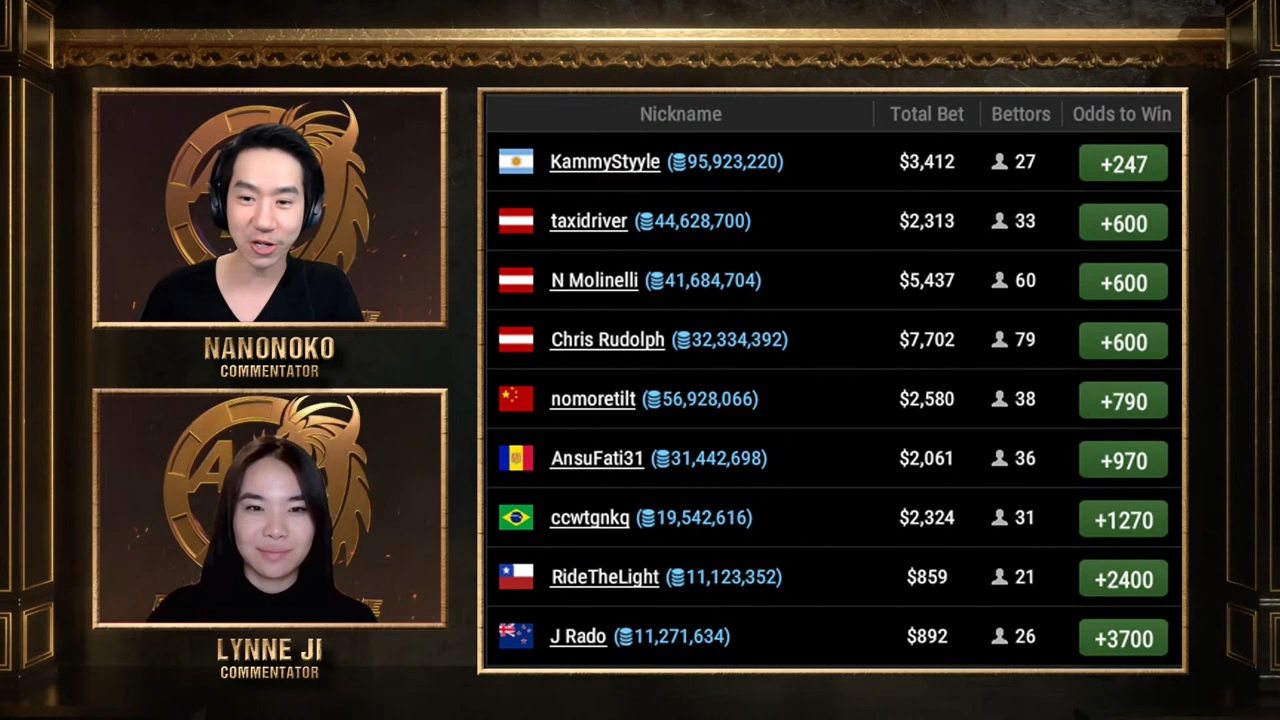 NANONOKO
COMMENTATOR
LYNNE JI
COMMENTATOR
Nickname Total Bet Bettors Odds to Win
KammyStyyle (95,923,220) $3,412 27 +247
taxidriver (44,628,700) $2,313 33 +600
N Molinelli (41,684,704) $5,437 60 +600
Chris Rudolph (32,334,392) $7,702 79 +600
nomoretilt (56,928,066) $2,580 38 +790
AnsuFati31 (31,442,698) $2,061 36 +970
ccwtgnkq (19,542,616) $2,324 31 +1270
RideTheLight (11,123,352) $859 21 +2400
J Rado (11,271,634) $892 26 +3700